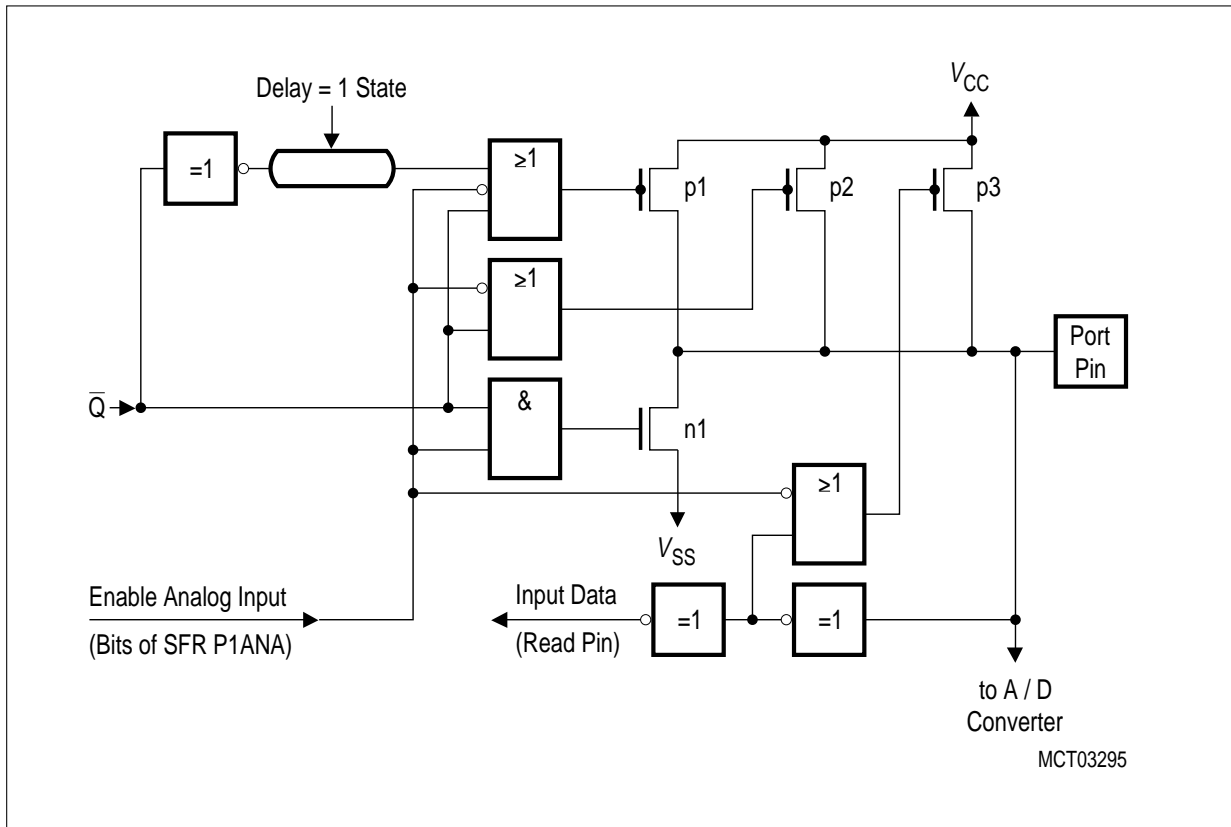 Delay = 1 State
V CC
=1
≥1
p1
p2
p3
≥1
Port
Pin
Q̅
&
n1
≥1
V SS
Enable Analog Input
(Bits of SFR P1ANA)
Input Data
(Read Pin)
=1
=1
to A / D
Converter
MCT03295